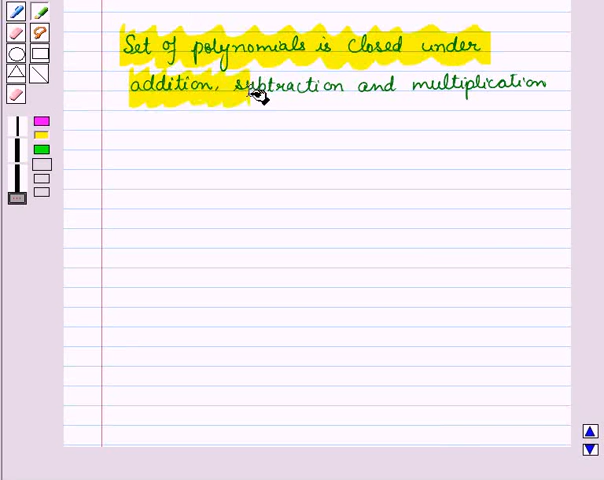 Set of polynomials is closed under
addition, subtraction and multiplication